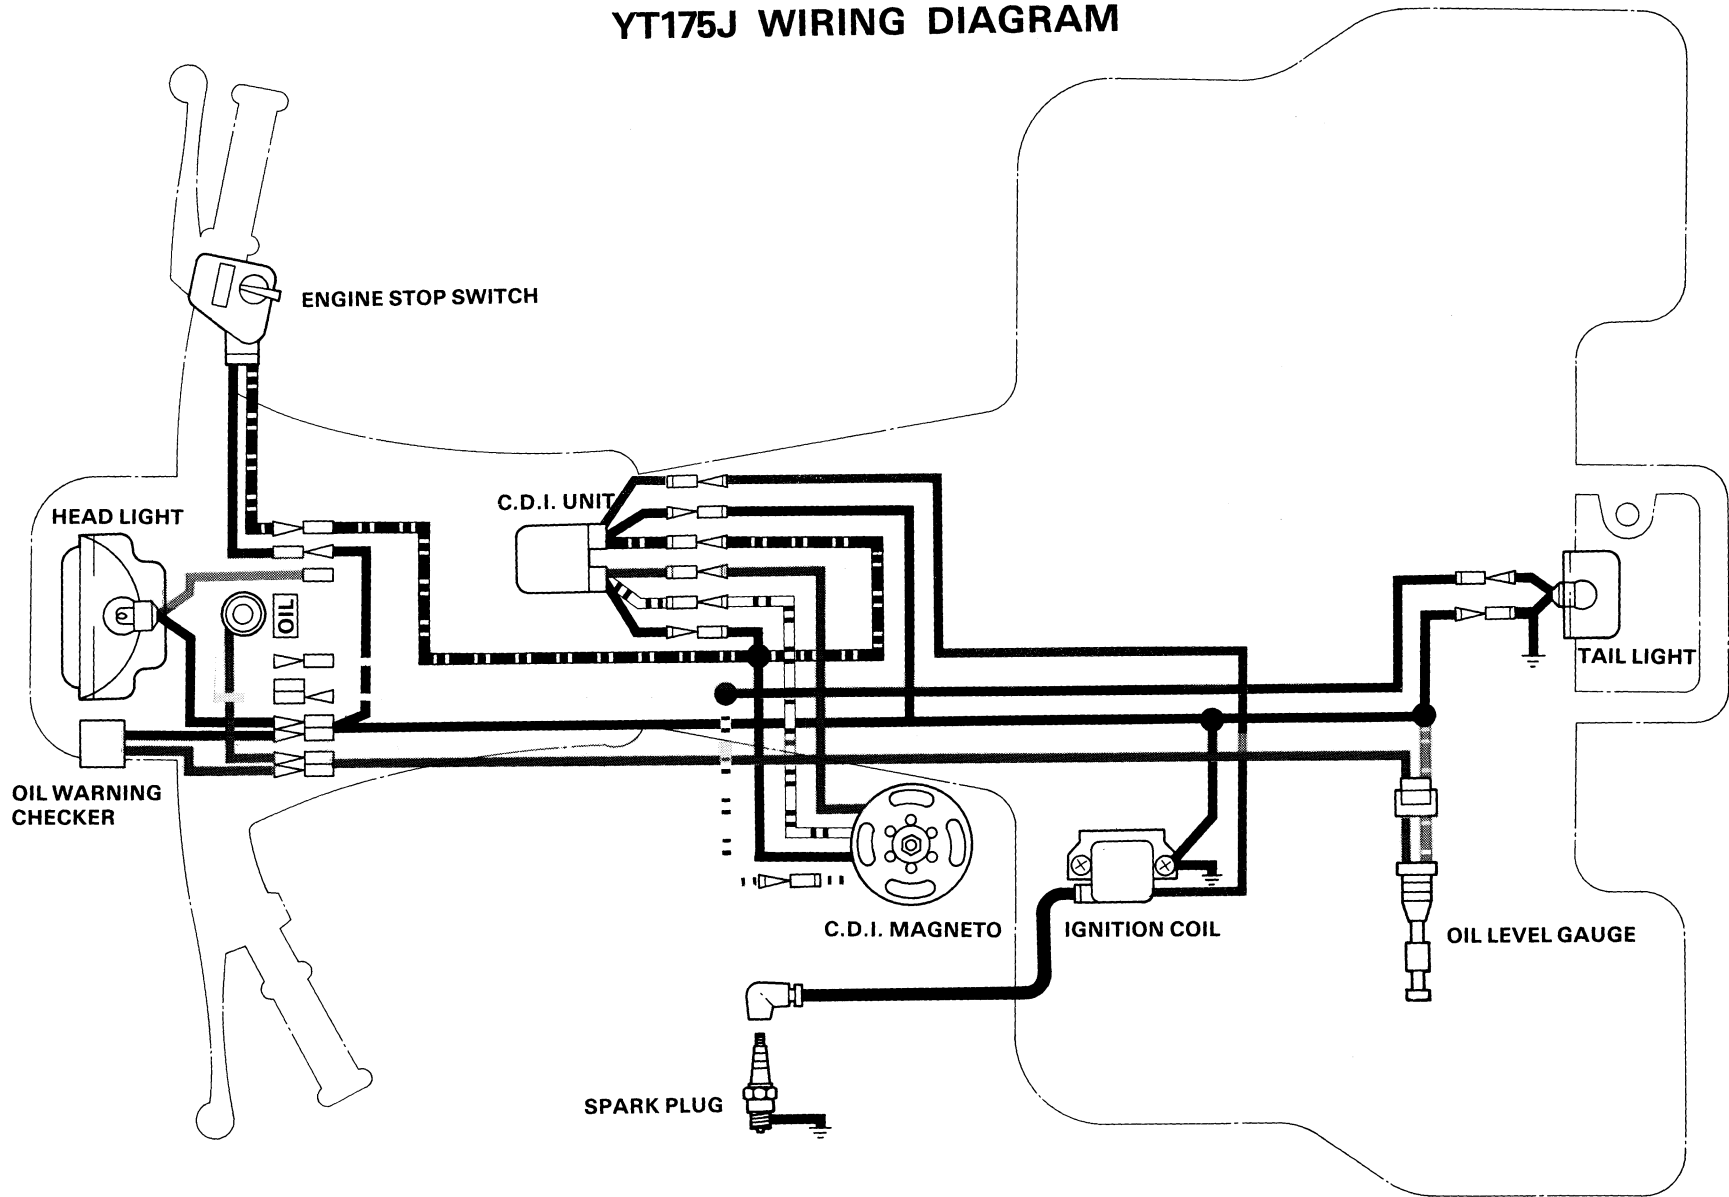 YT175J WIRING DIAGRAM
ENGINE STOP SWITCH
C.D.I. UNIT
HEAD LIGHT
OIL
TAIL LIGHT
OIL WARNING
CHECKER
C.D.I. MAGNETO
IGNITION COIL
OIL LEVEL GAUGE
SPARK PLUG